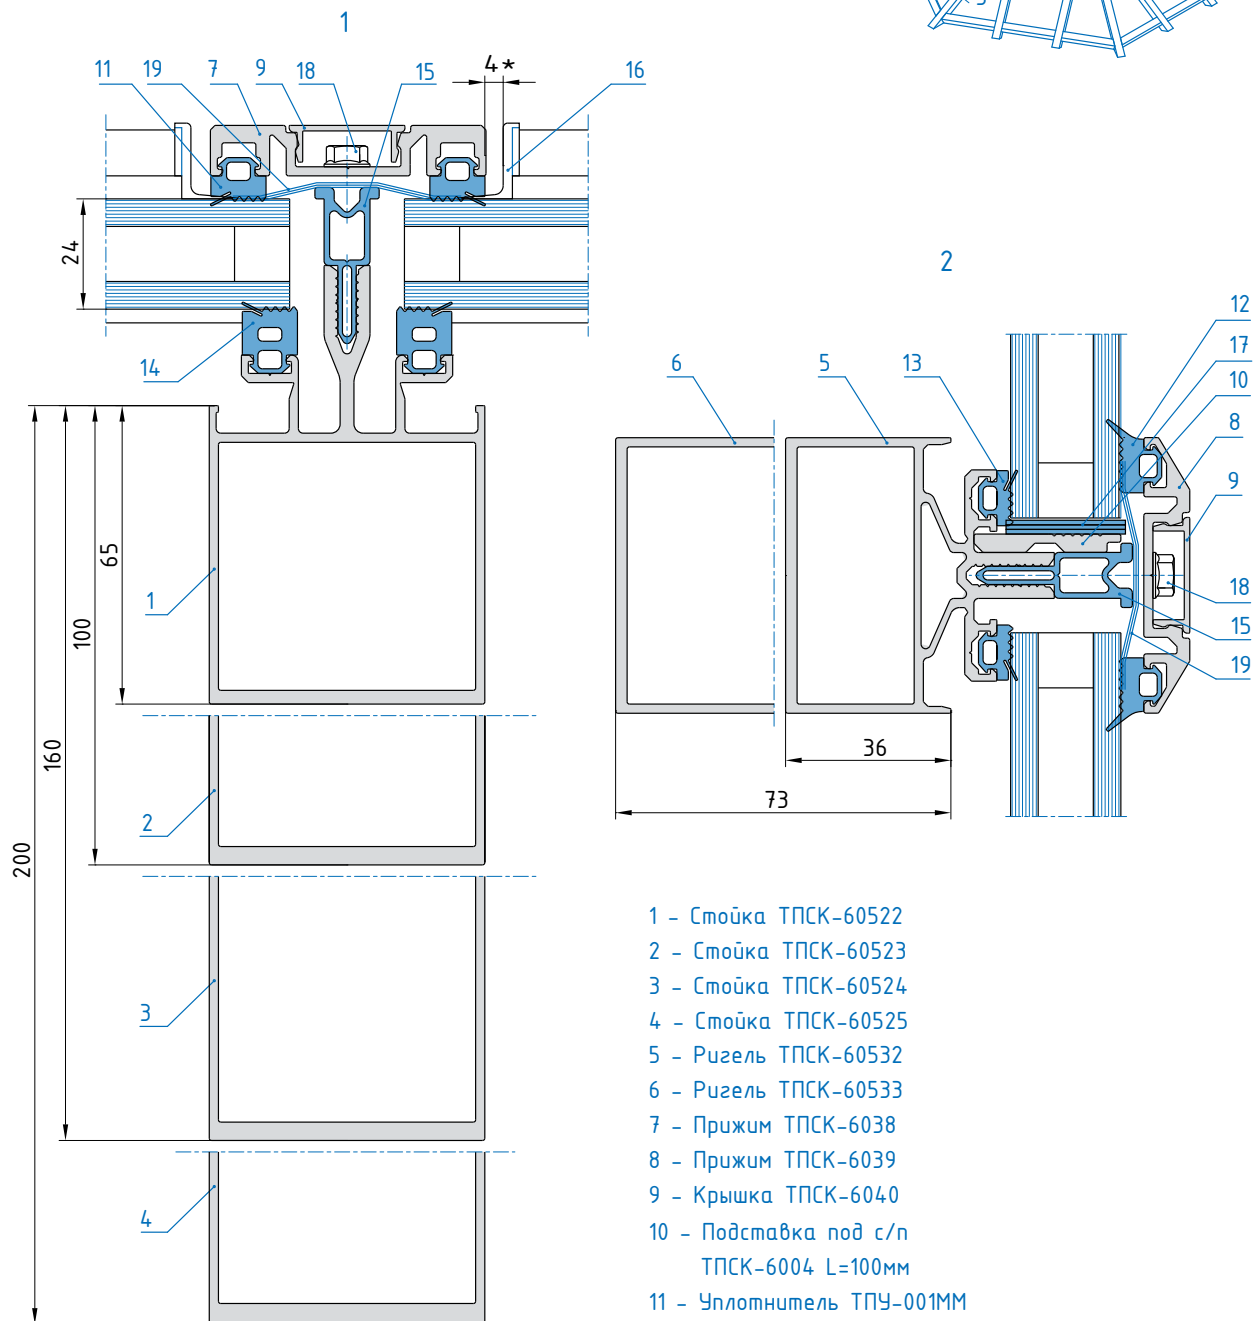 1
11 19 7 9 18 4* 15 16
24
14
65
100
160
200
1
2
3
4
2
6 5 13
12
17
10
8
9
18
15
19
36
73
1 - Стойка ТПСК-60522
2 - Стойка ТПСК-60523
3 - Стойка ТПСК-60524
4 - Стойка ТПСК-60525
5 - Ригель ТПСК-60532
6 - Ригель ТПСК-60533
7 - Прижим ТПСК-6038
8 - Прижим ТПСК-6039
9 - Крышка ТПСК-6040
10 - Подставка под с/п
ТПСК-6004 L=100мм
11 - Уплотнитель ТПУ-001ММ